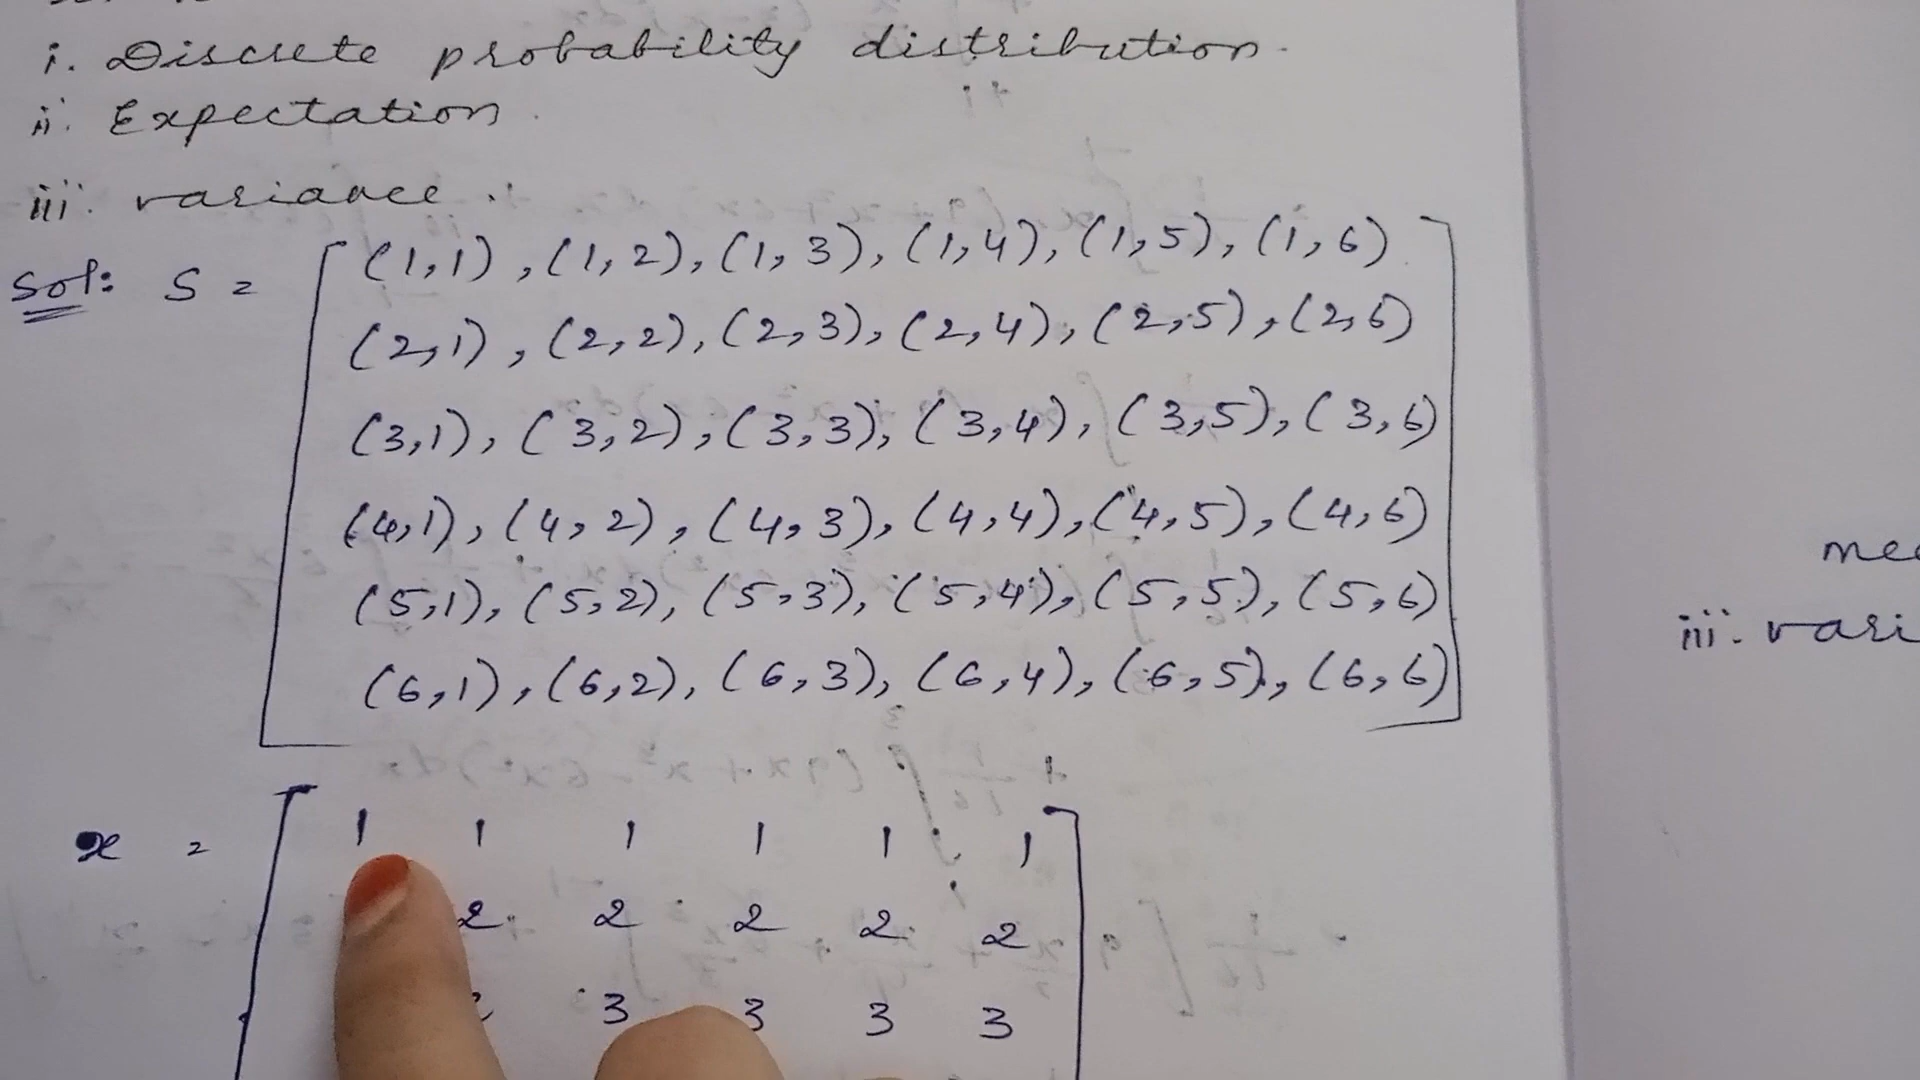 i. Discrete probability distribution.
ii. Expectation.
iii. variance.
Sol: S = [ (1,1), (1,2), (1,3), (1,4), (1,5), (1,6)
(2,1), (2,2), (2,3), (2,4), (2,5), (2,6)
(3,1), (3,2), (3,3), (3,4), (3,5), (3,6)
(4,1), (4,2), (4,3), (4,4), (4,5), (4,6)
(5,1), (5,2), (5,3), (5,4), (5,5), (5,6)
(6,1), (6,2), (6,3), (6,4), (6,5), (6,6) ]
x = [ 1 1 1 1 1 1
2 2 2 2 2
3 3 3 3
iii. vari